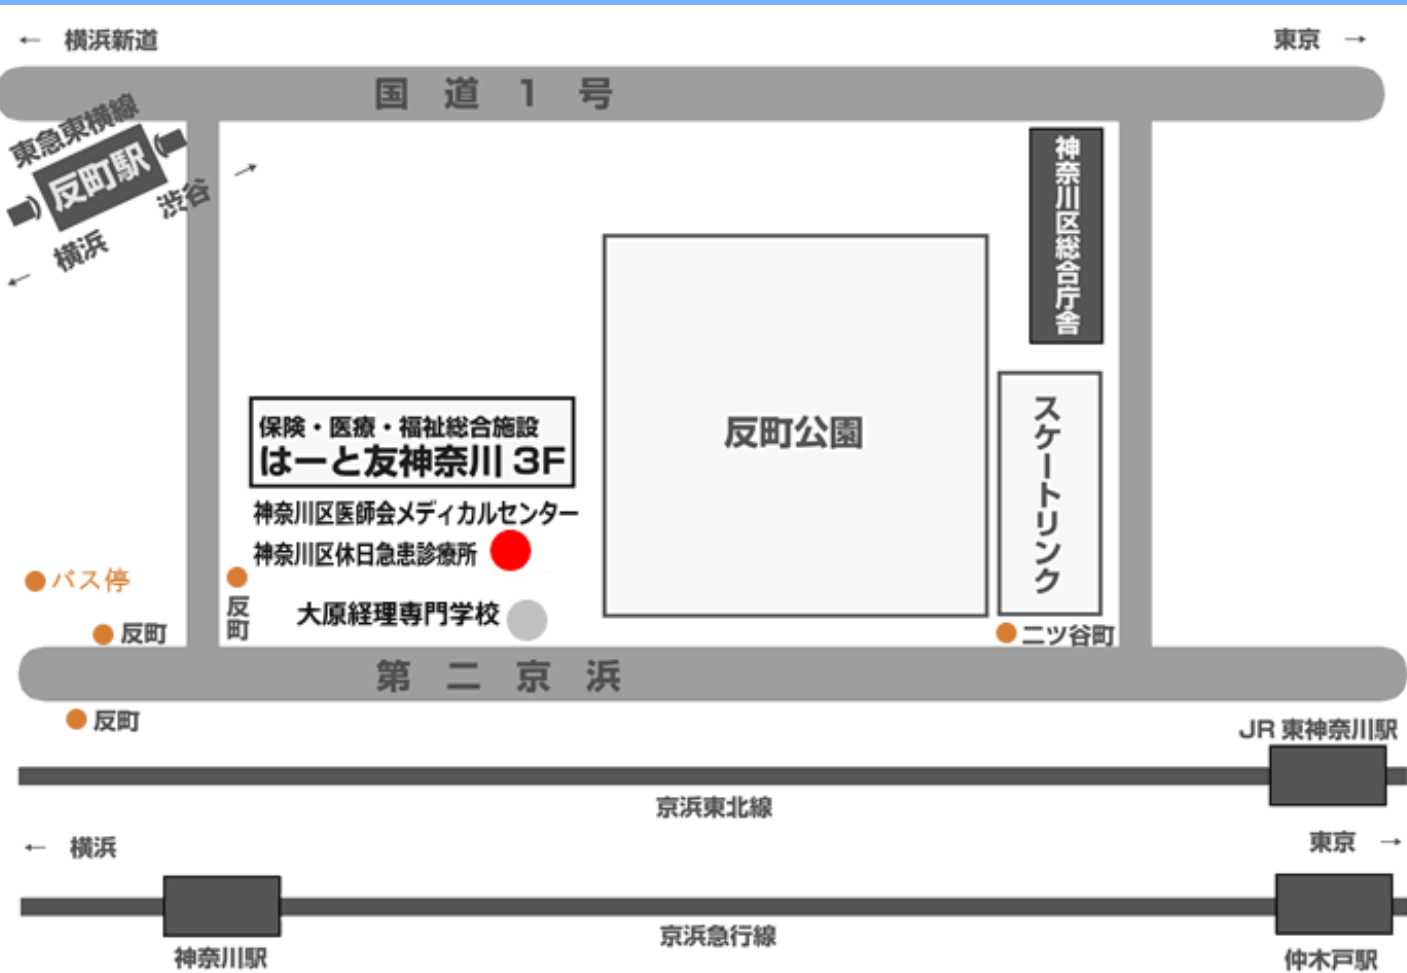 ← 横浜新道
東京 →
国道1号
東急東横線
反町駅
渋谷 →
← 横浜
神奈川区総合庁舎
保険・医療・福祉総合施設
はーと友神奈川 3F
神奈川区医師会メディカルセンター
神奈川区休日急患診療所
大原経理専門学校
反町公園
スケートリンク
バス停
反町
反町
二ツ谷町
第二京浜
反町
JR 東神奈川駅
京浜東北線
← 横浜
東京 →
神奈川駅
京浜急行線
仲木戸駅